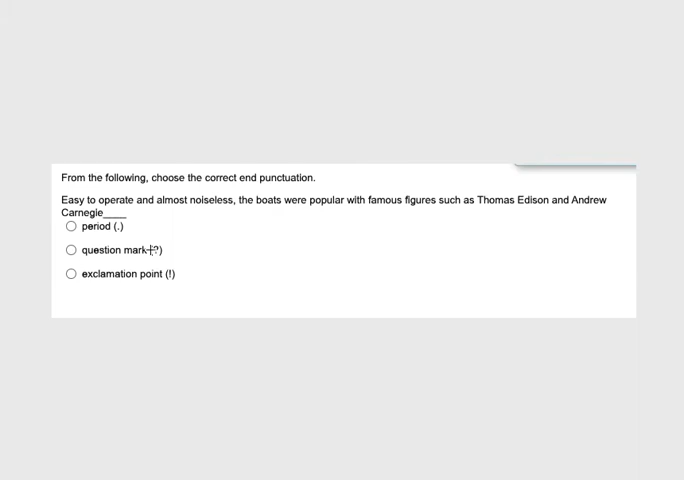 From the following, choose the correct end punctuation.
Easy to operate and almost noiseless, the boats were popular with famous figures such as Thomas Edison and Andrew
Carnegie____
period (.)
question mark(?)
exclamation point (!)